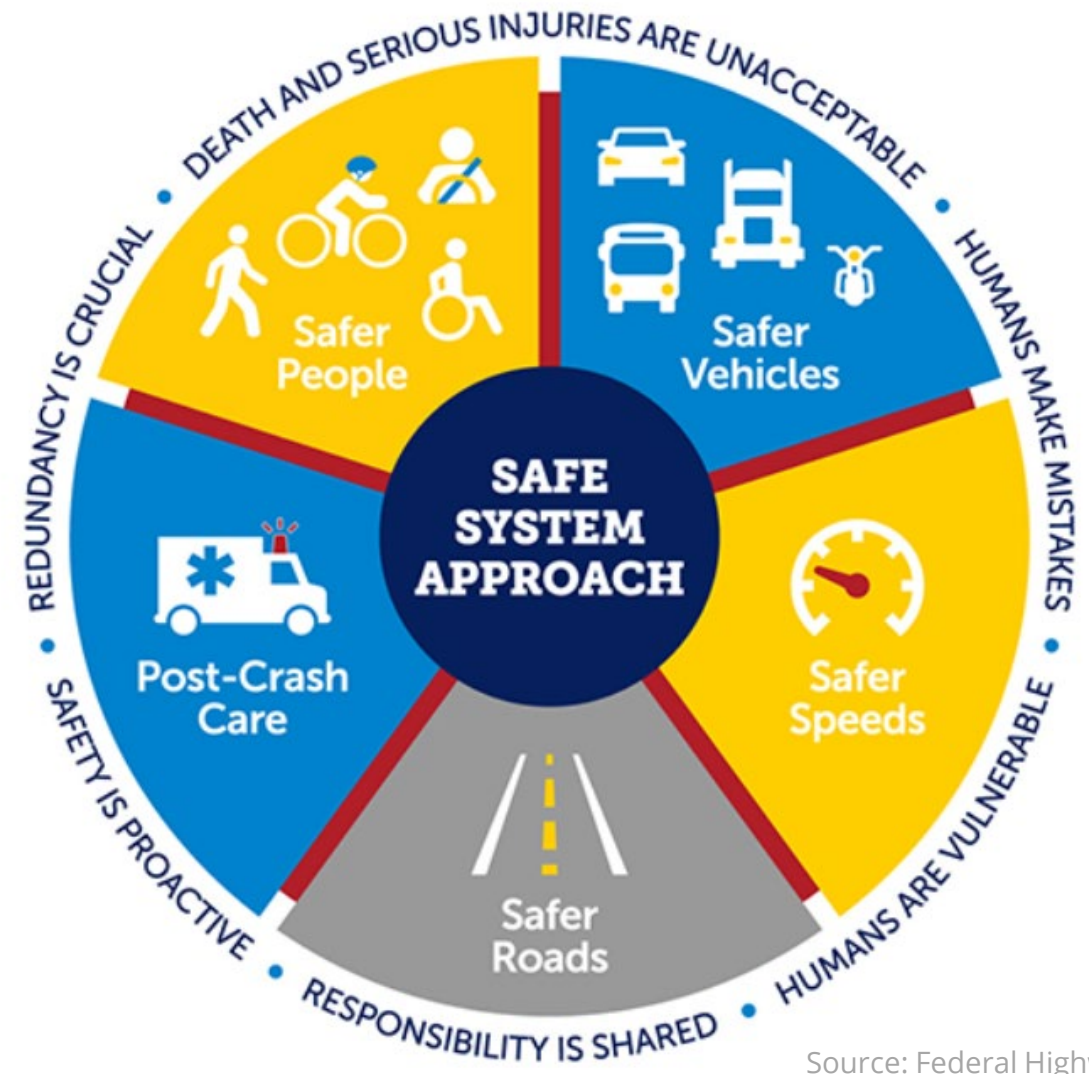 DEATH AND SERIOUS INJURIES ARE UNACCEPTABLE
HUMANS MAKE MISTAKES
HUMANS ARE VULNERABLE
RESPONSIBILITY IS SHARED
SAFETY IS PROACTIVE
REDUNDANCY IS CRUCIAL
Safer
People
Safer
Vehicles
SAFE
SYSTEM
APPROACH
Post-Crash
Care
Safer
Speeds
Safer
Roads
Source: Federal